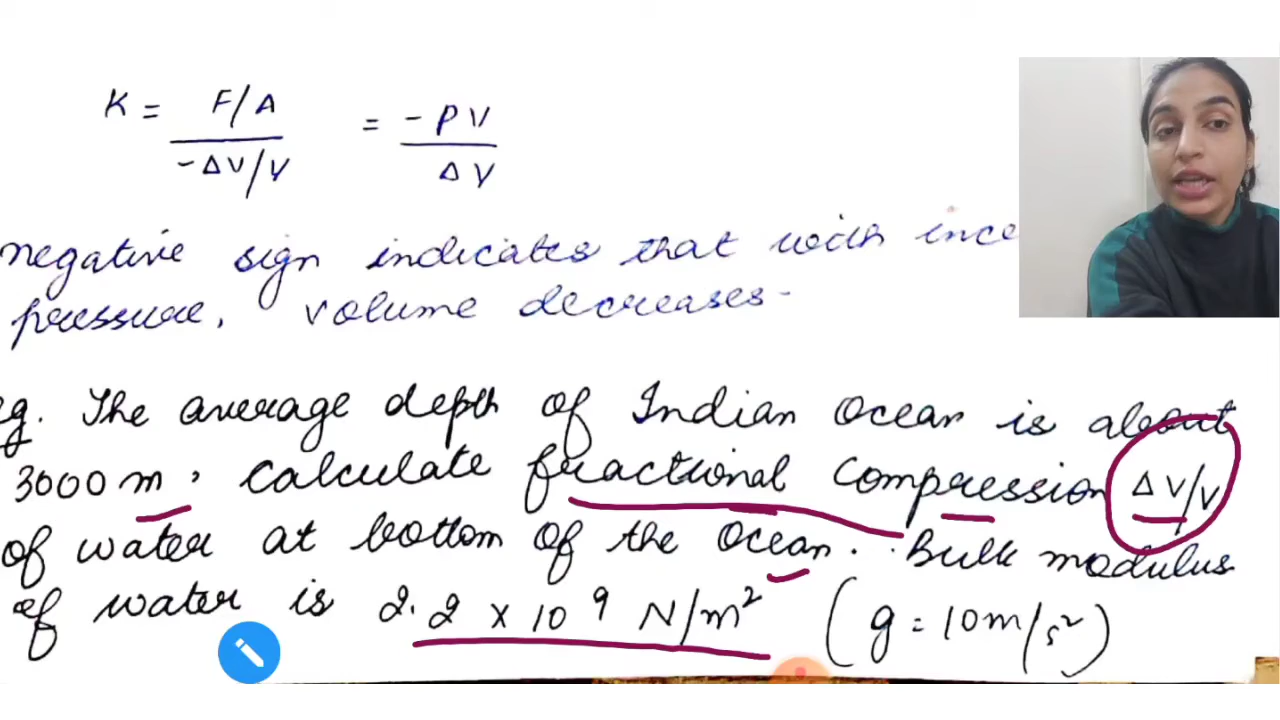 K = F/A / -ΔV/V = -PV / ΔV
negative sign indicates that with ince
pressure, volume decreases-
eg. The average depth of Indian Ocean is about
3000 m, calculate fractional compression ΔV/V
of water at bottom of the ocean. Bulk modulus
of water is 2.2 x 10⁹ N/m² (g = 10m/s²)